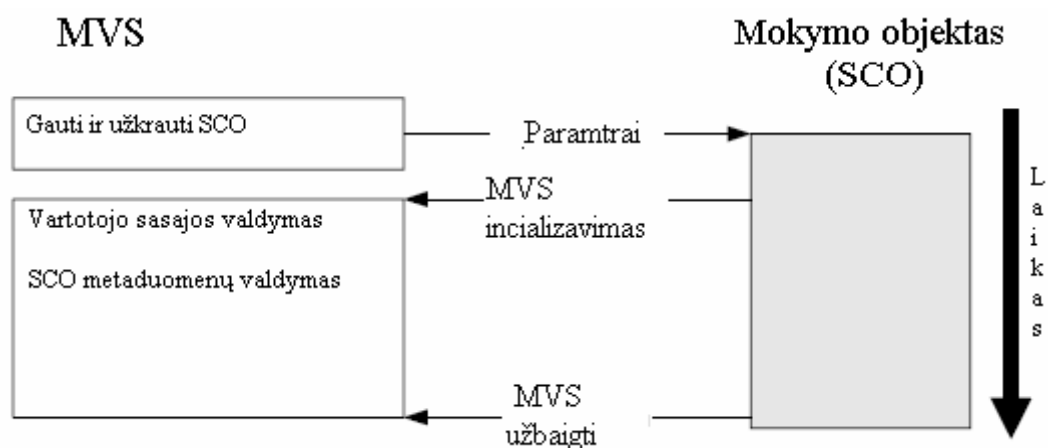 MVS
Mokymo objektas
(SCO)
Gauti ir užkrauti SCO
Paramtrai
MVS
incializavimas
Vartotojo sasajos valdymas
SCO metaduomenų valdymas
MVS
užbaigti
Laikas